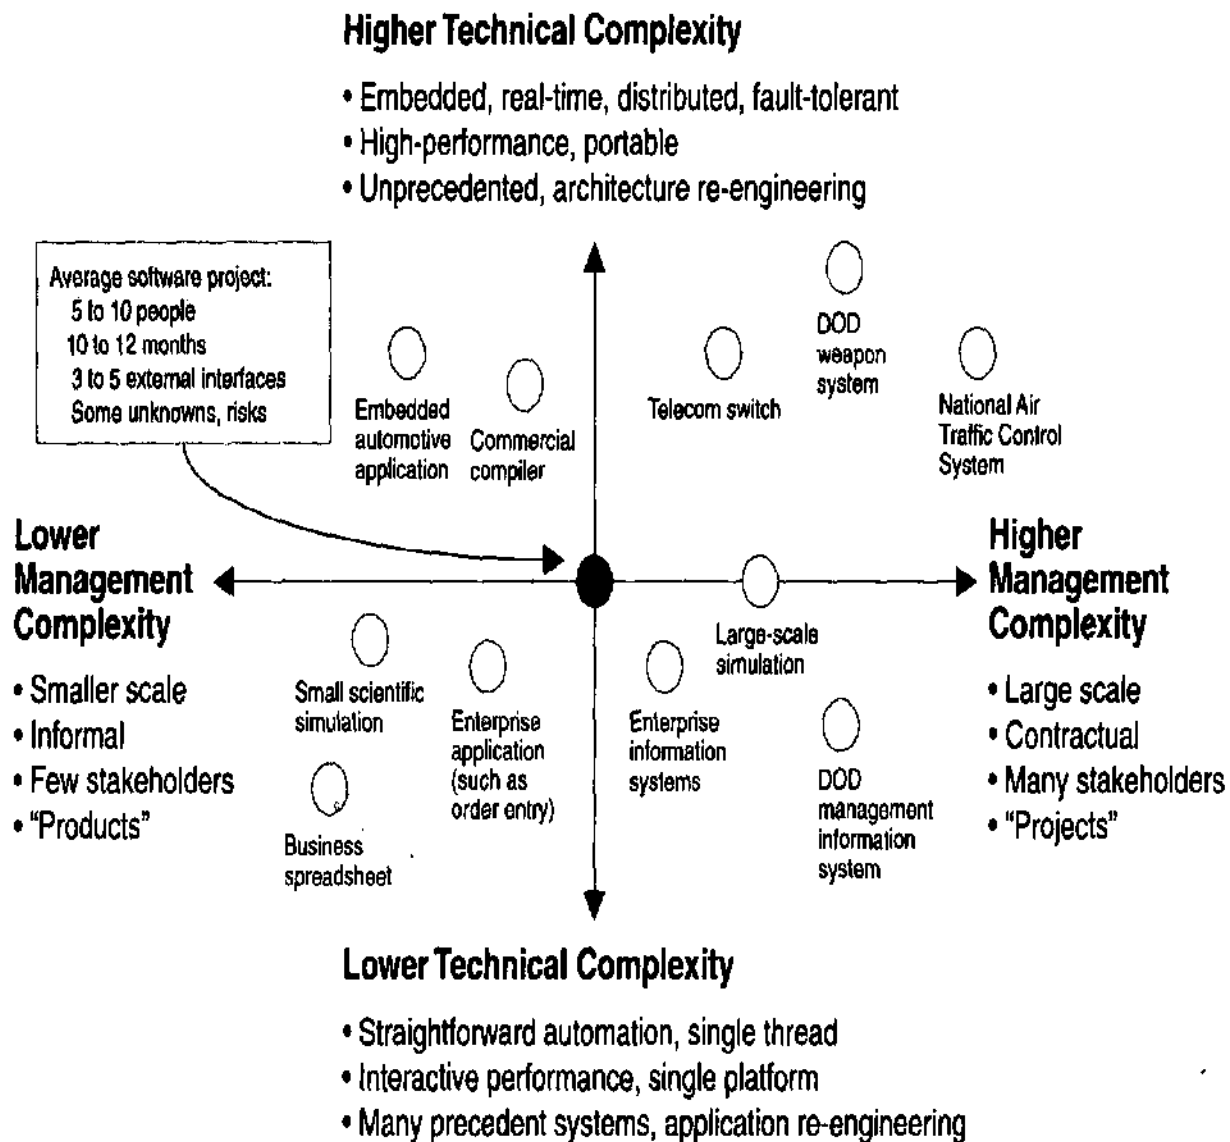 Higher Technical Complexity
• Embedded, real-time, distributed, fault-tolerant
• High-performance, portable
• Unprecedented, architecture re-engineering
Average software project:
5 to 10 people
10 to 12 months
3 to 5 external interfaces
Some unknowns, risks
Embedded
automotive
application
Commercial
compiler
Telecom switch
DOD
weapon
system
National Air
Traffic Control
System
Lower
Management
Complexity
• Smaller scale
• Informal
• Few stakeholders
• “Products”
Higher
Management
Complexity
• Large scale
• Contractual
• Many stakeholders
• “Projects”
Small scientific
simulation
Enterprise
application
(such as
order entry)
Enterprise
information
systems
Large-scale
simulation
DOD
management
information
system
Business
spreadsheet
Lower Technical Complexity
• Straightforward automation, single thread
• Interactive performance, single platform
• Many precedent systems, application re-engineering